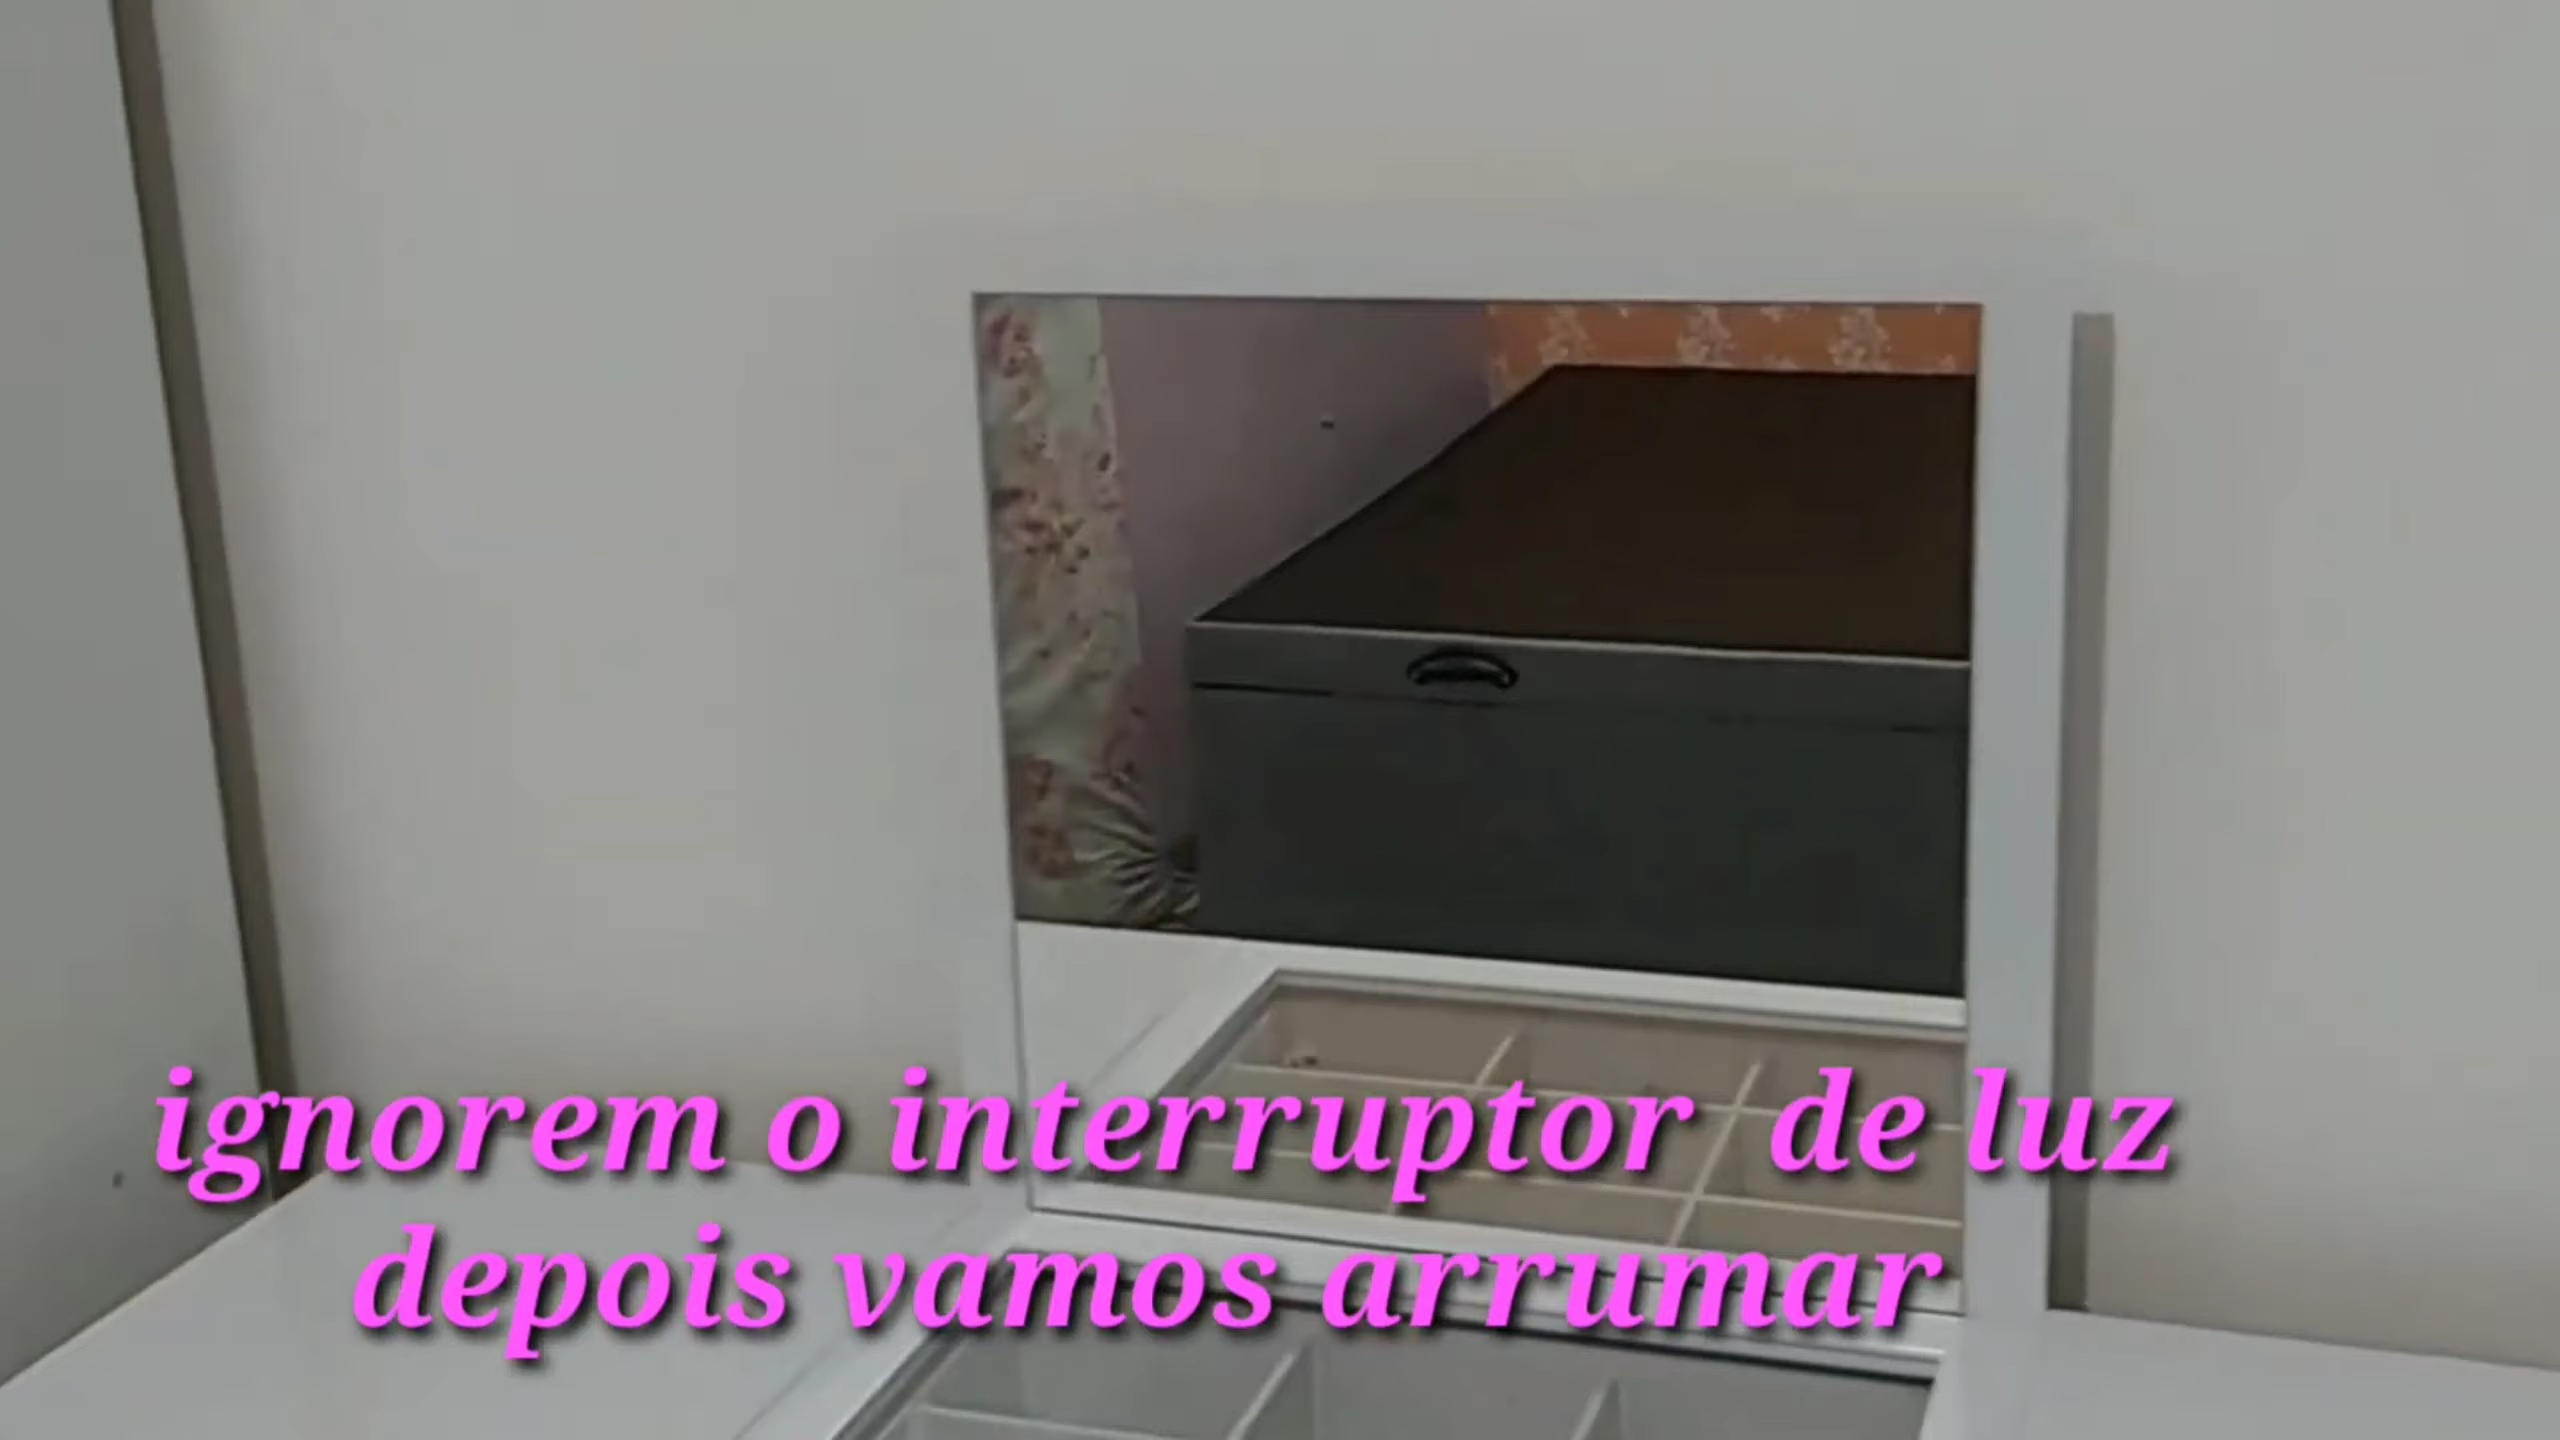 ignorem o interruptor de luz
depois vamos arrumar